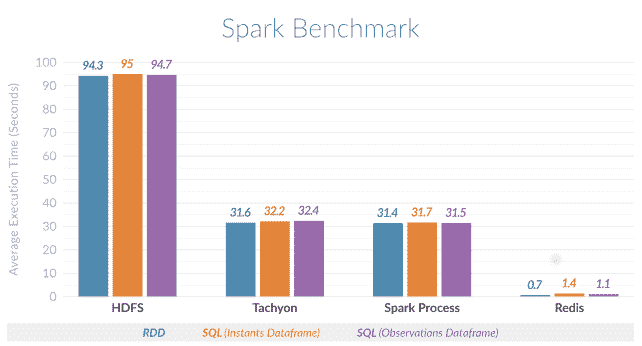 Spark Benchmark
Average Execution Time (Seconds)
100
90
80
70
60
50
40
30
20
10
0
94.3 95 94.7
31.6 32.2 32.4
31.4 31.7 31.5
0.7 1.4 1.1
HDFS Tachyon Spark Process Redis
RDD SQL (Instants Dataframe) SQL (Observations Dataframe)